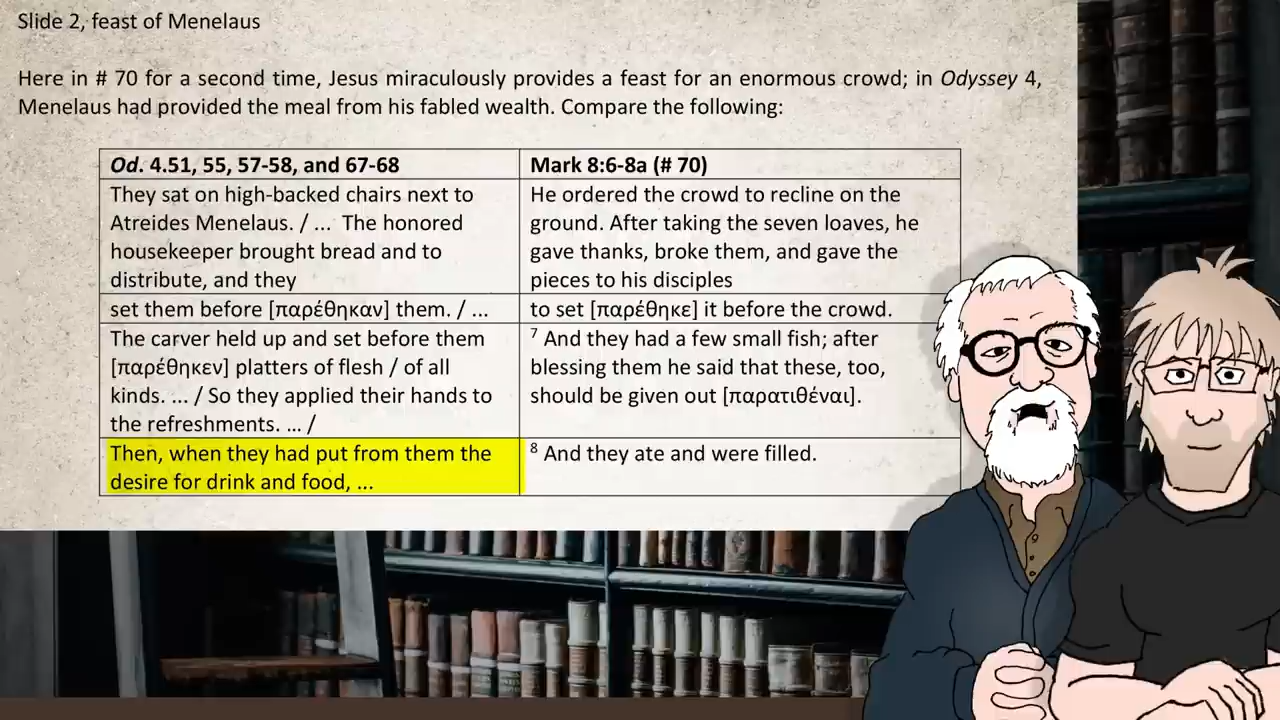 Slide 2, feast of Menelaus
Here in # 70 for a second time, Jesus miraculously provides a feast for an enormous crowd; in Odyssey 4,
Menelaus had provided the meal from his fabled wealth. Compare the following:
Od. 4.51, 55, 57-58, and 67-68
They sat on high-backed chairs next to
Atreides Menelaus. / ... The honored
housekeeper brought bread and to
distribute, and they
set them before [παρέθηκαν] them. / ...
The carver held up and set before them
[παρέθηκεν] platters of flesh / of all
kinds. ... / So they applied their hands to
the refreshments. ... /
Then, when they had put from them the
desire for drink and food, ...
Mark 8:6-8a (# 70)
He ordered the crowd to recline on the
ground. After taking the seven loaves, he
gave thanks, broke them, and gave the
pieces to his disciples
to set [παρέθηκε] it before the crowd.
7 And they had a few small fish; after
blessing them he said that these, too,
should be given out [παρατιθέναι].
8 And they ate and were filled.